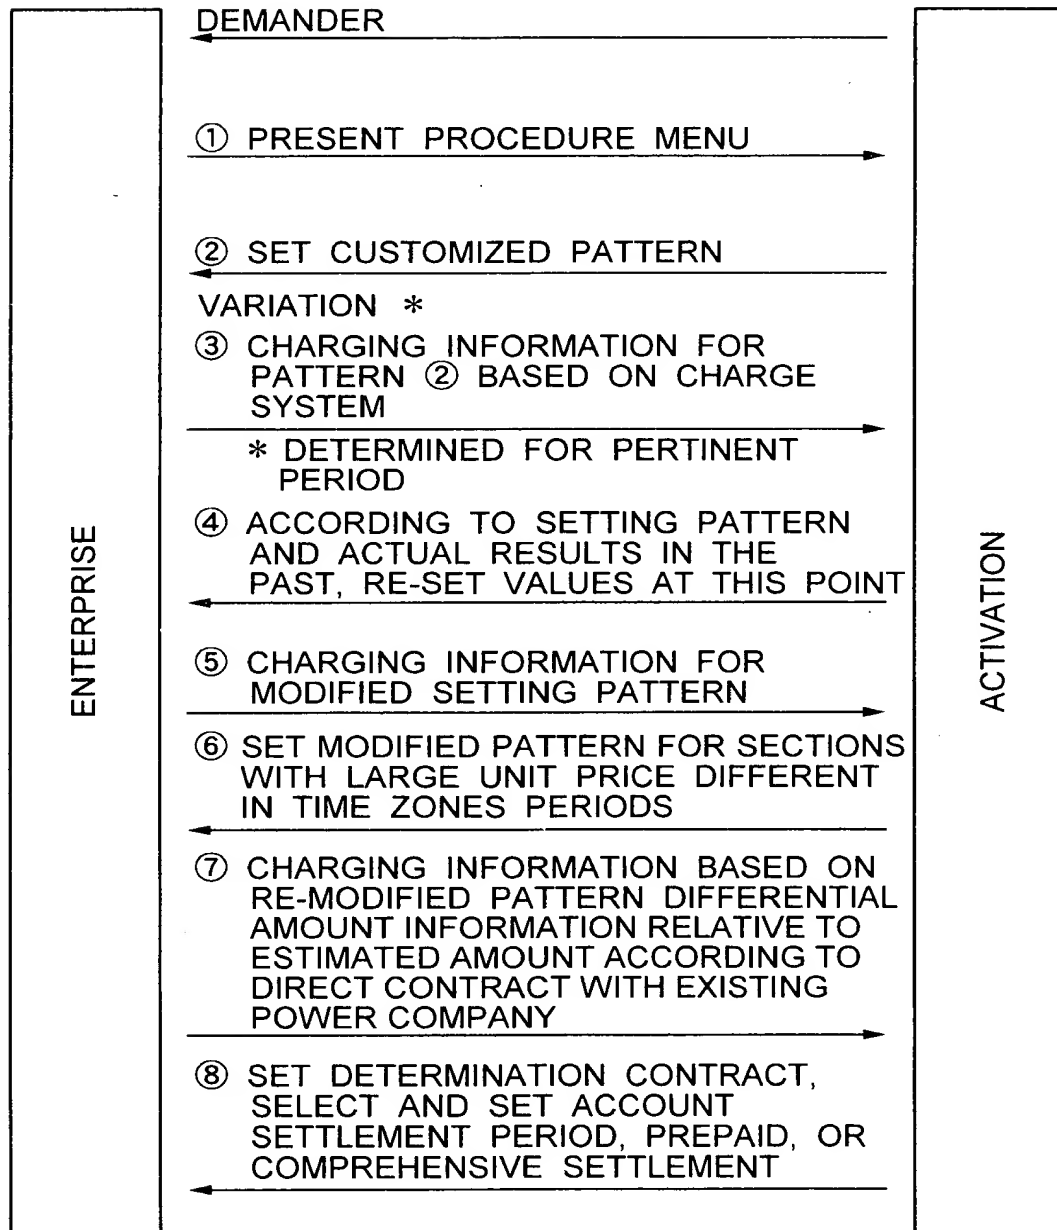 DEMANDER
① PRESENT PROCEDURE MENU
② SET CUSTOMIZED PATTERN
VARIATION *
③ CHARGING INFORMATION FOR
PATTERN ② BASED ON CHARGE
SYSTEM
* DETERMINED FOR PERTINENT
PERIOD
④ ACCORDING TO SETTING PATTERN
AND ACTUAL RESULTS IN THE
PAST, RE-SET VALUES AT THIS POINT
⑤ CHARGING INFORMATION FOR
MODIFIED SETTING PATTERN
⑥ SET MODIFIED PATTERN FOR SECTIONS
WITH LARGE UNIT PRICE DIFFERENT
IN TIME ZONES PERIODS
⑦ CHARGING INFORMATION BASED ON
RE-MODIFIED PATTERN DIFFERENTIAL
AMOUNT INFORMATION RELATIVE TO
ESTIMATED AMOUNT ACCORDING TO
DIRECT CONTRACT WITH EXISTING
POWER COMPANY
⑧ SET DETERMINATION CONTRACT,
SELECT AND SET ACCOUNT
SETTLEMENT PERIOD, PREPAID, OR
COMPREHENSIVE SETTLEMENT
ENTERPRISE
ACTIVATION